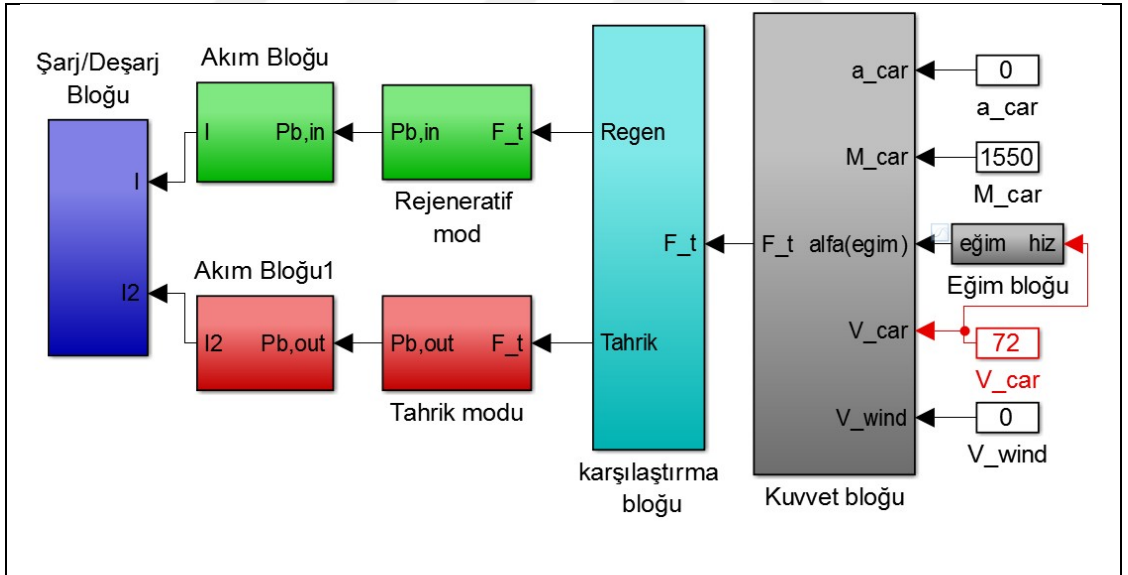 Şarj/Deşarj
Bloğu
I
I2
Akım Bloğu
I Pb,in
Pb,in F_t
Rejeneratif
mod
Akım Bloğu1
I2 Pb,out
Pb,out F_t
Tahrik modu
Regen
F_t
Tahrik
karşılaştırma
bloğu
a_car
M_car
F_t alfa(egim)
V_car
V_wind
Kuvvet bloğu
0
a_car
1550
M_car
eğim hiz
Eğim bloğu
72
V_car
0
V_wind